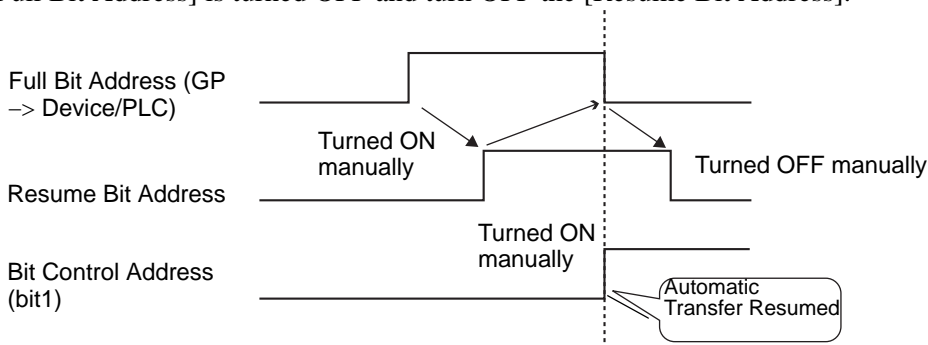 Full Bit Address] is turned OFF and turn OFF the [Resume Bit Address].
Full Bit Address (GP
–> Device/PLC)
Turned ON
manually
Turned OFF manually
Resume Bit Address
Turned ON
manually
Bit Control Address
(bit1)
Automatic
Transfer Resumed